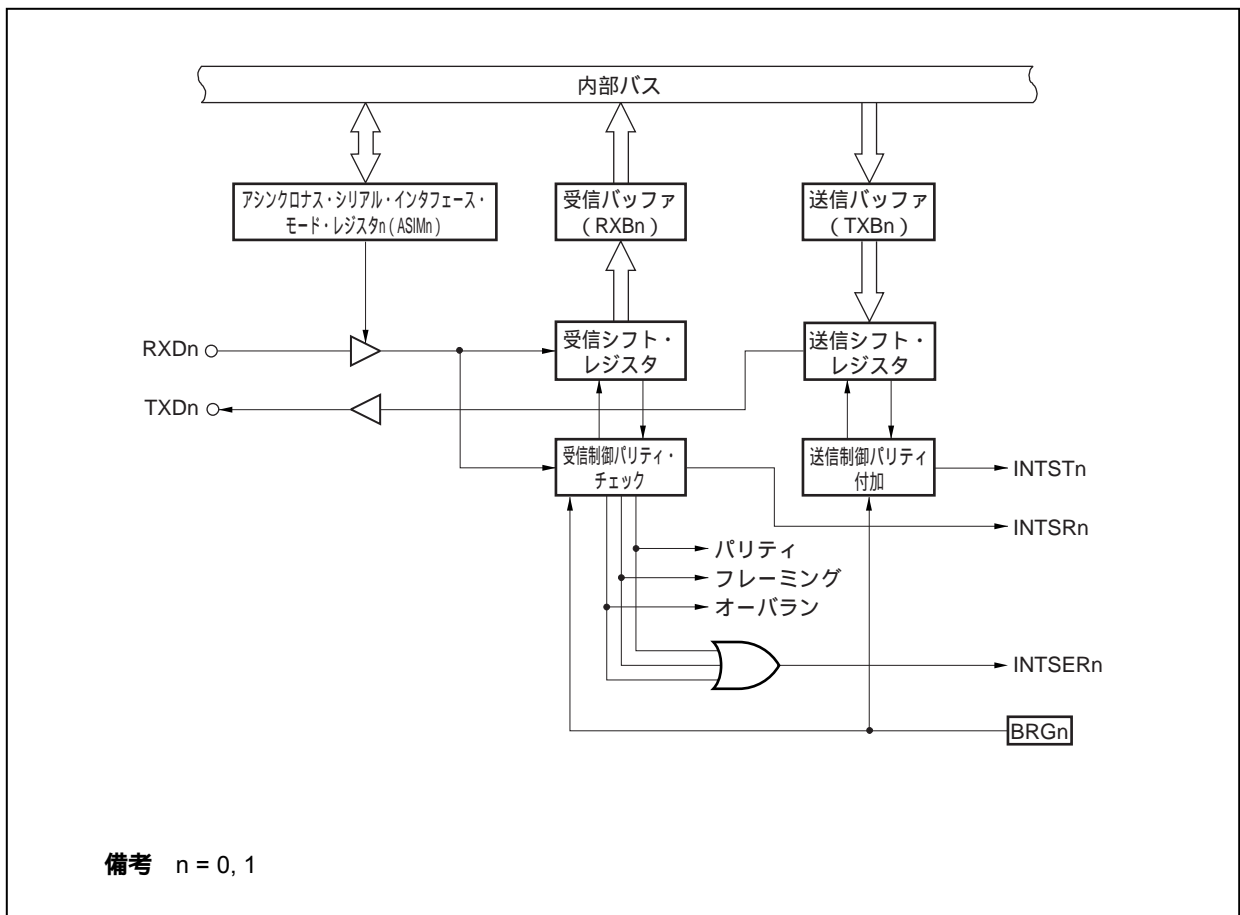 内部バス
アシンクロナス・シリアル・インタフェース・
モード・レジスタn（ASIMn）
受信バッファ
（RXBn）
送信バッファ
（TXBn）
RXDn
受信シフト・
レジスタ
送信シフト・
レジスタ
TXDn
受信制御パリティ・
チェック
送信制御パリティ
付加
INTSTn
INTSRn
パリティ
フレーミング
オーバラン
INTSERn
BRGn
備考 n = 0, 1